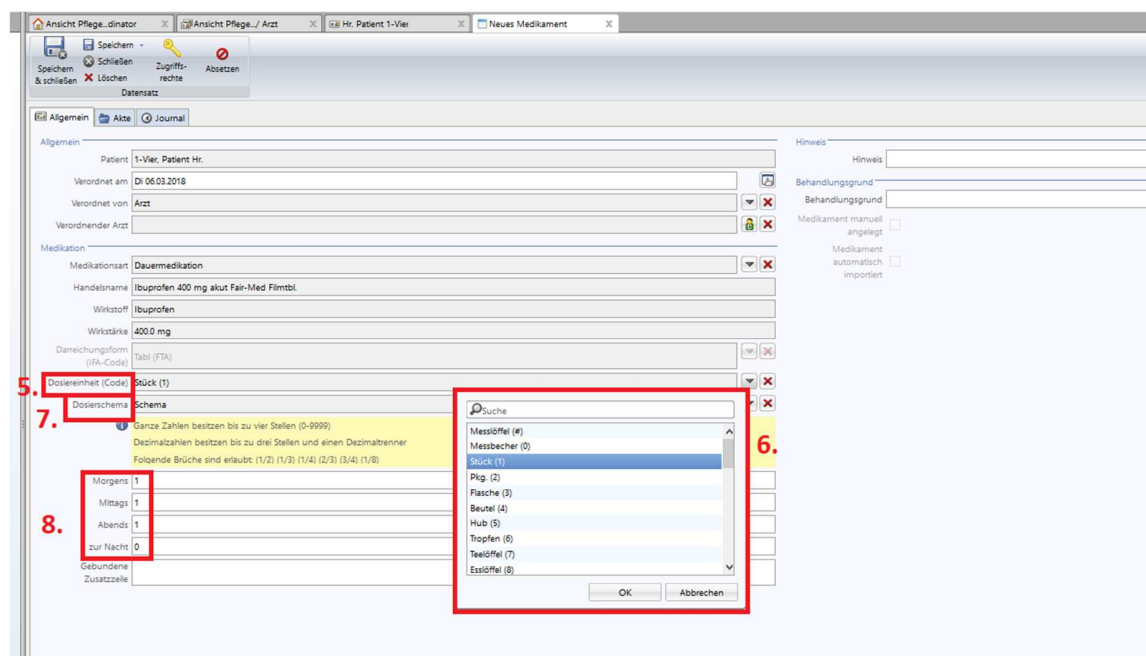 Ansicht Pflege...dinator X
Ansicht Pflege.../ Arzt X
Hr. Patient 1-Vier X
Neues Medikament X
Speichern & schließen
Speichern
Schließen
Löschen
Zugriffs-
rechte
Absetzen
Datensatz
Allgemein Akte Journal
Allgemein
Patient 1-Vier, Patient Hr.
Verordnet am Di 06.03.2018
Verordnet von Arzt
Verordnender Arzt
Medikation
Medikationsart Dauermedikation
Handelsname Ibuprofen 400 mg akut Fair-Med Filmtbl.
Wirkstoff Ibuprofen
Wirkstärke 400.0 mg
Darreichungsform
(IFA-Code) Tabl (FTA)
5. Dosiereinheit (Code) Stück (1)
7. Dosierschema Schema
Ganze Zahlen besitzen bis zu vier Stellen (0-9999)
Dezimalzahlen besitzen bis zu drei Stellen und einen Dezimaltrenner
Folgende Brüche sind erlaubt: (1/2) (1/3) (1/4) (2/3) (3/4) (1/8)
8.
Morgens 1
Mittags 1
Abends 1
zur Nacht 0
Gebundene
Zusatzzeile
6.
Suche
Messlöffel (#)
Messbecher (0)
Stück (1)
Pkg. (2)
Flasche (3)
Beutel (4)
Hub (5)
Tropfen (6)
Teelöffel (7)
Esslöffel (8)
OK Abbrechen
Hinweis
Hinweis
Behandlungsgrund
Behandlungsgrund
Medikament manuell
angelegt
Medikament
automatisch
importiert